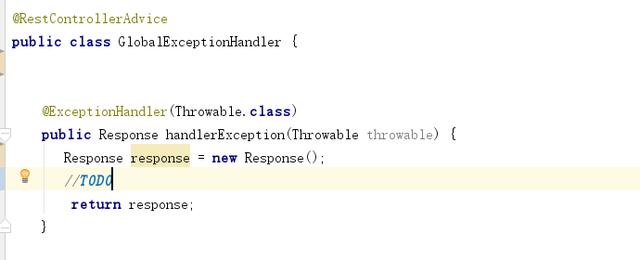 @RestControllerAdvice
public class GlobalExceptionHandler {
@ExceptionHandler(Throwable.class)
public Response handlerException(Throwable throwable) {
Response response = new Response();
//TODO
return response;
}